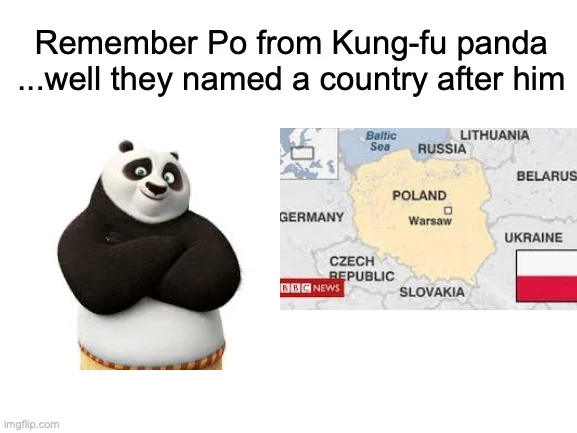 Remember Po from Kung-fu panda
...well they named a country after him
Baltic
Sea
LITHUANIA
RUSSIA
BELARUS
POLAND
GERMANY
Warsaw
UKRAINE
CZECH
REPUBLIC
BBC NEWS
SLOVAKIA
imgflip.com